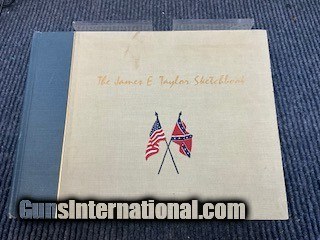 The James E Taylor Sketchbook
GunsInternational.com